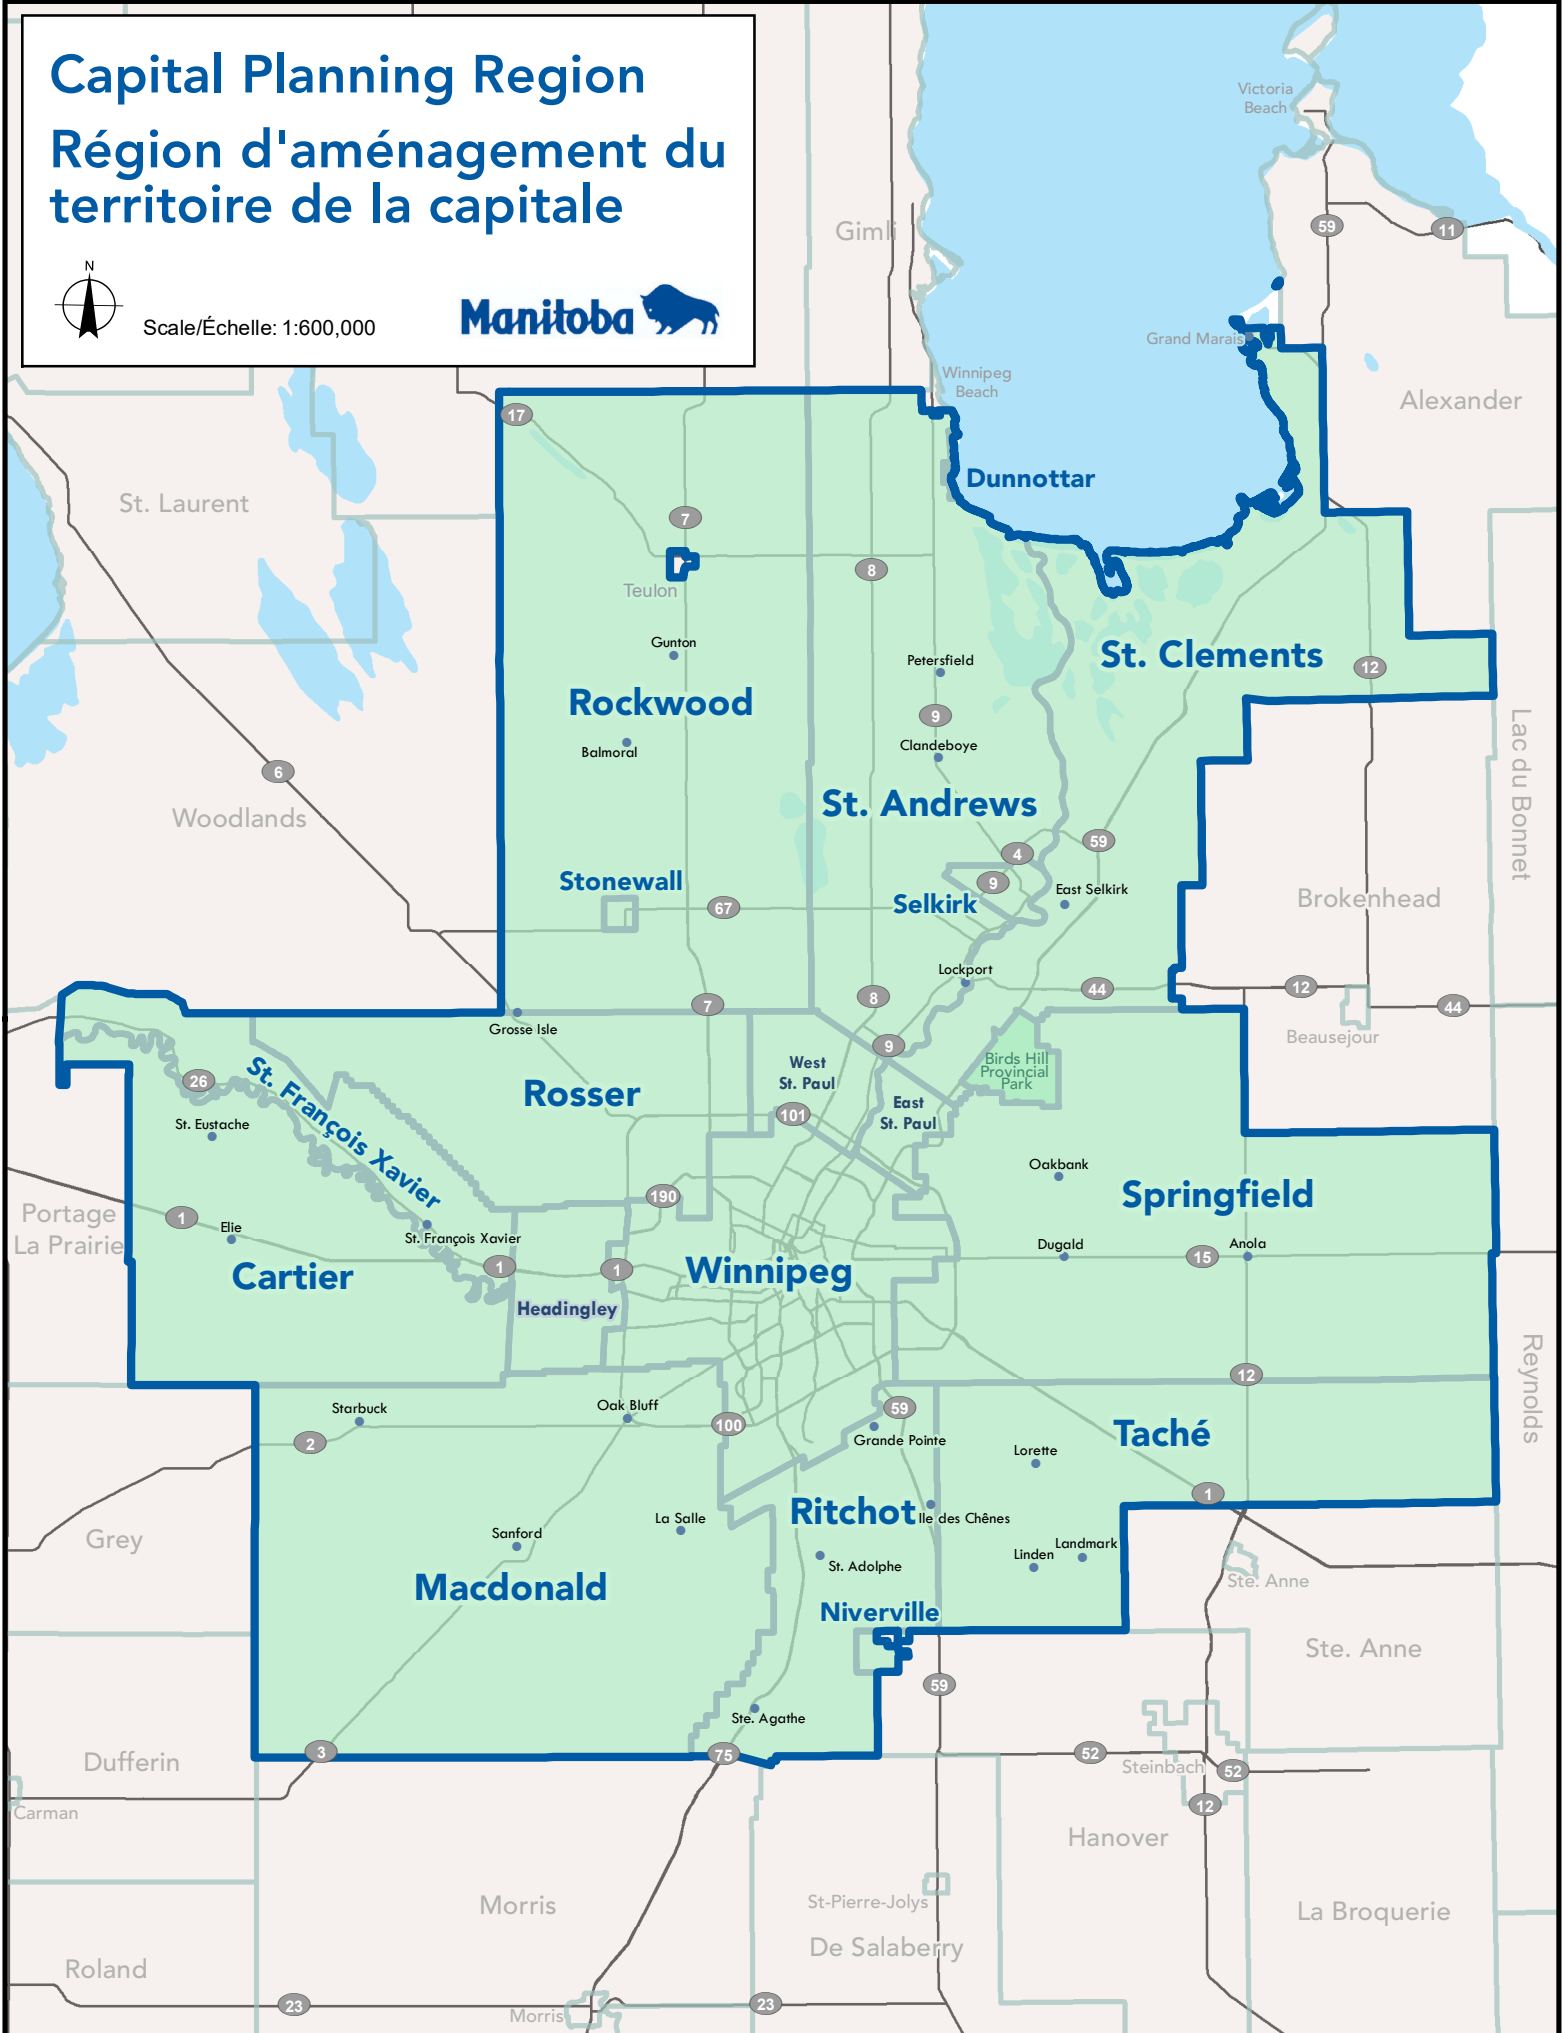 Capital Planning Region
Région d'aménagement du
territoire de la capitale
N
Scale/Échelle: 1:600,000
Manitoba
Victoria
Beach
Gimli
59
11
Grand Marais
Winnipeg
Beach
Alexander
17
Dunnottar
St. Laurent
7
8
Teulon
Gunton
Petersfield
St. Clements
12
Rockwood
9
Lac du Bonnet
Balmoral
Clandeboye
6
Woodlands
St. Andrews
4
59
Stonewall
9
East Selkirk
Selkirk
67
Brokenhead
Lockport
44
12
7
8
44
Grosse Isle
9
Beausejour
West
St. Paul
Birds Hill
Provincial
Park
26
St. François Xavier
Rosser
101
East
St. Paul
St. Eustache
Oakbank
190
Springfield
Portage
La Prairie
1
Elie
St. François Xavier
Dugald
15
Anola
1
1
Cartier
Winnipeg
Headingley
Reynolds
12
Starbuck
Oak Bluff
59
2
100
Grande Pointe
Taché
Lorette
1
Ritchot
Ile des Chênes
La Salle
Grey
Sanford
Landmark
Linden
St. Adolphe
Ste. Anne
Macdonald
Niverville
Ste. Anne
59
Ste. Agathe
3
75
52
Dufferin
Steinbach
52
12
Carman
Hanover
Morris
St-Pierre-Jolys
La Broquerie
De Salaberry
Roland
23
Morris
23